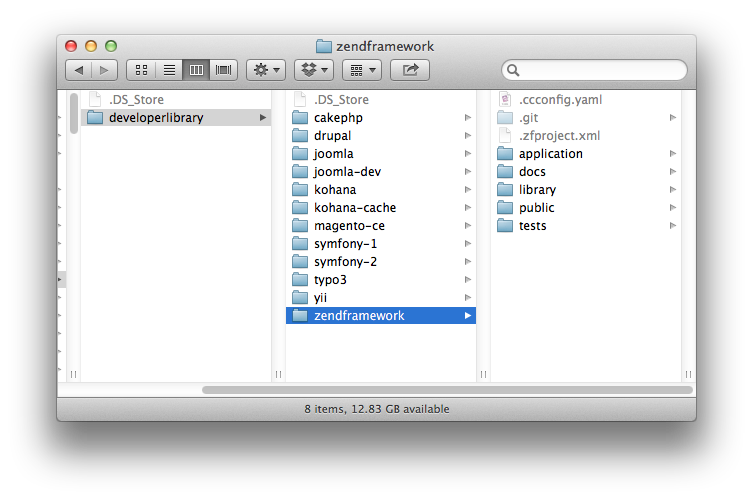 zendframework
.DS_Store
developerlibrary
.DS_Store
cakephp
drupal
joomla
joomla-dev
kohana
kohana-cache
magento-ce
symfony-1
symfony-2
typo3
yii
zendframework
.ccconfig.yaml
.git
.zfproject.xml
application
docs
library
public
tests
8 items, 12.83 GB available